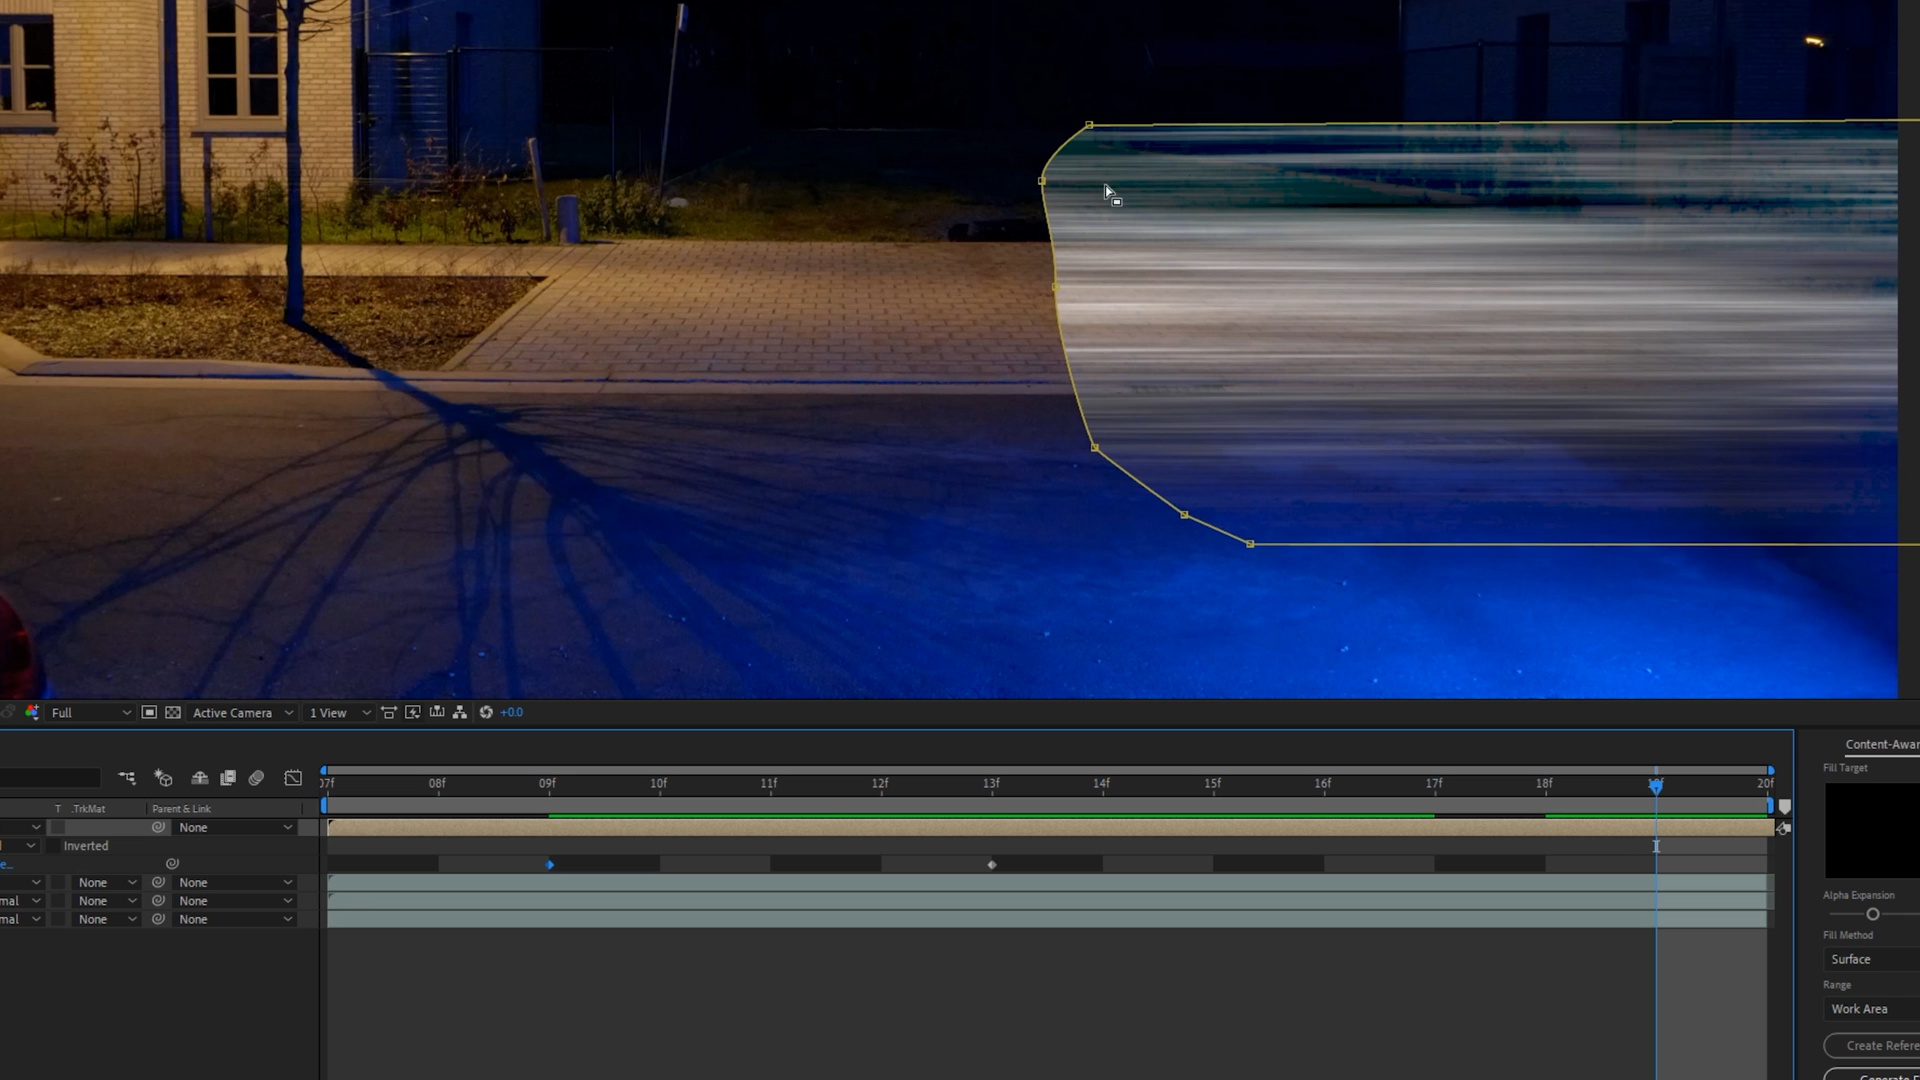 Full
Active Camera
1 View
+0.0
07f 08f 09f 10f 11f 12f 13f 14f 15f 16f 17f 18f 20f
T .TrkMat Parent & Link
None
Inverted
e...
None None
mal None None
mal None None
Content-Awar
Fill Target
Alpha Expansion
Fill Method
Surface
Range
Work Area
Create Refere